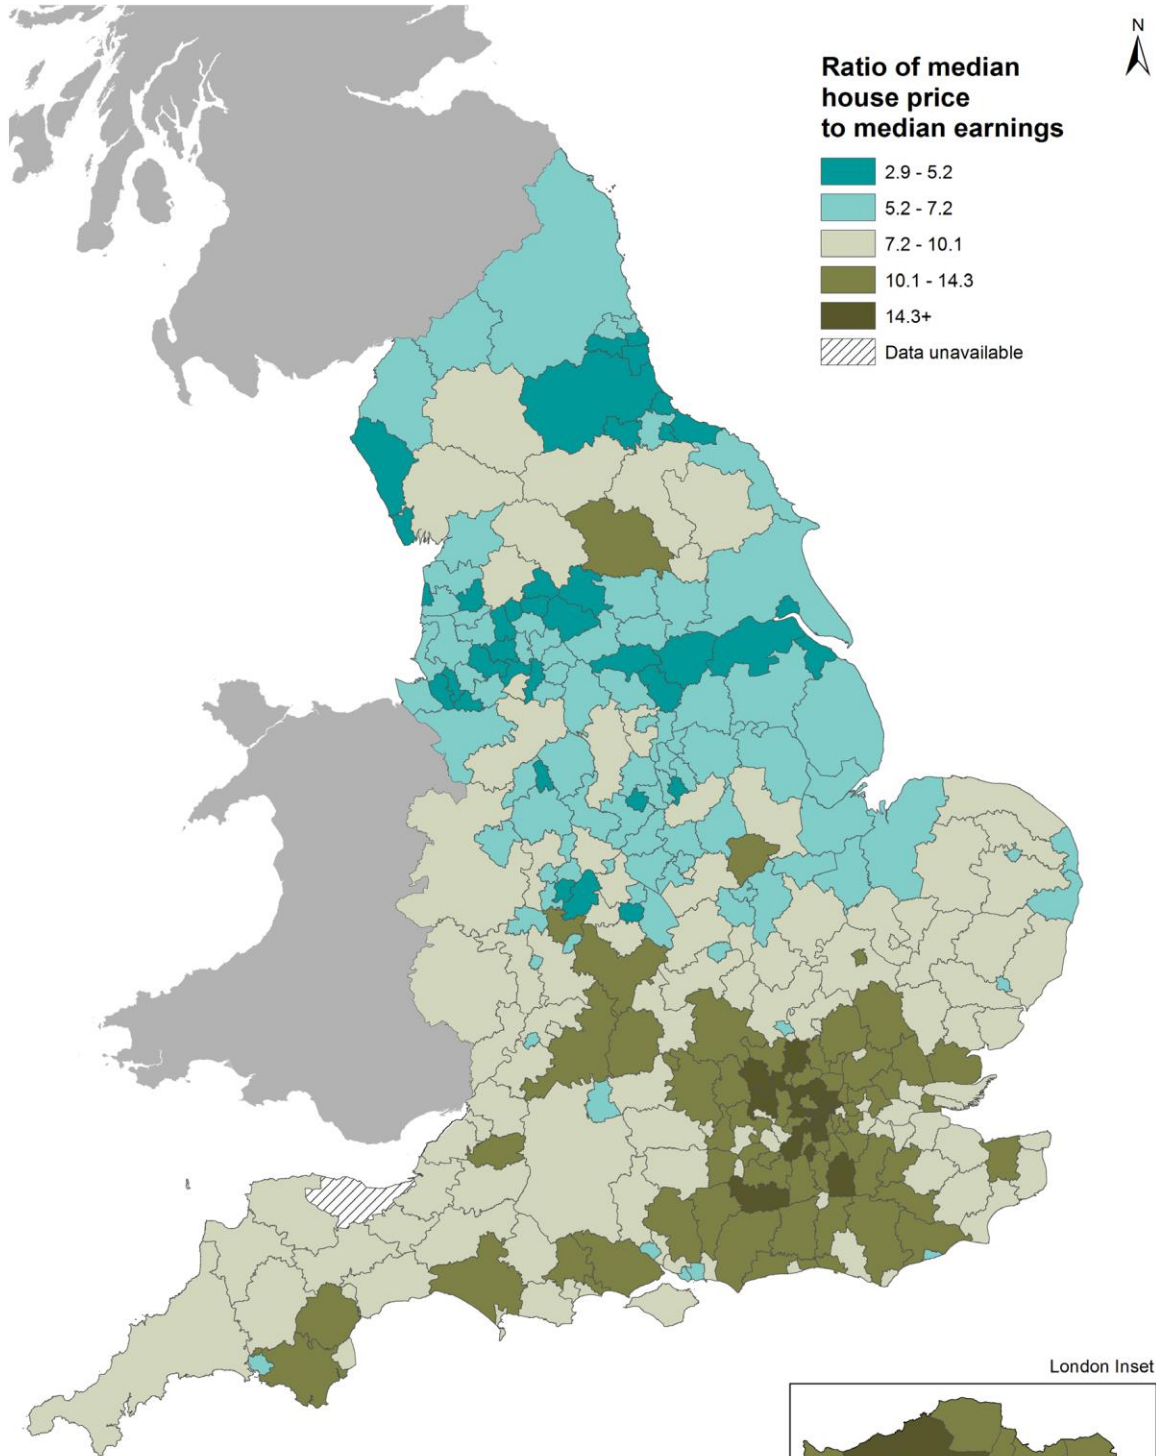 N
Ratio of median
house price
to median earnings
2.9 - 5.2
5.2 - 7.2
7.2 - 10.1
10.1 - 14.3
14.3+
Data unavailable
London Inset